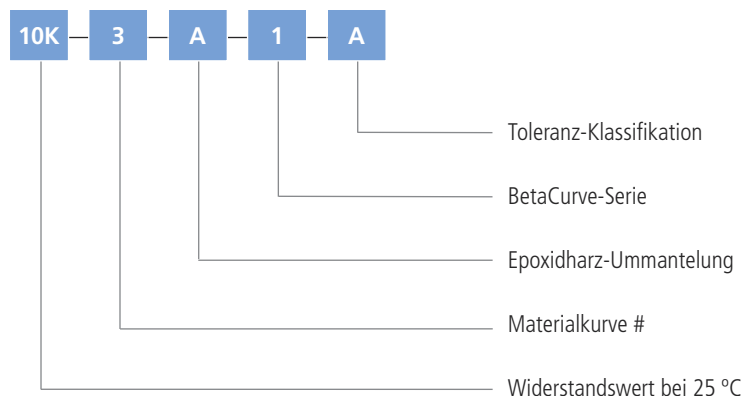 10K 3 A 1 A
Toleranz-Klassifikation
BetaCurve-Serie
Epoxidharz-Ummantelung
Materialkurve #
Widerstandswert bei 25 ºC